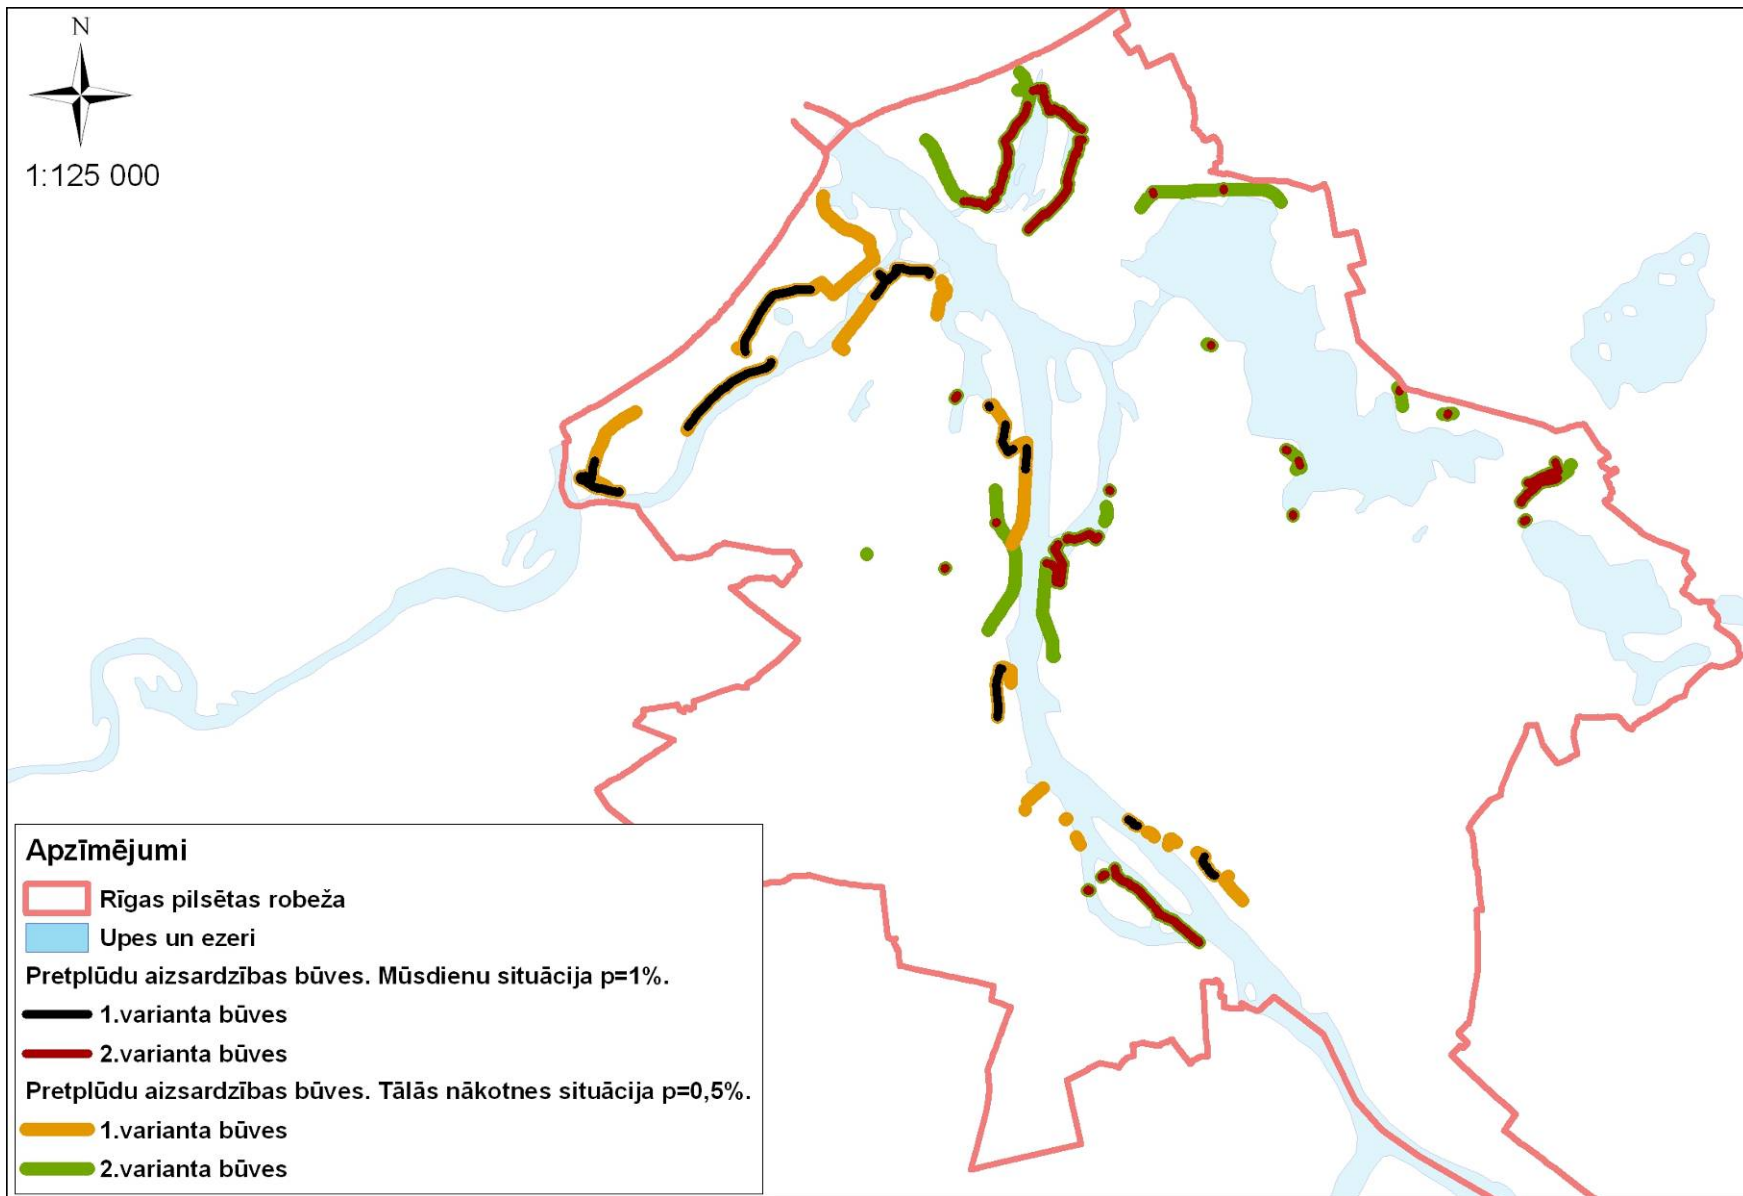 N
1:125 000
Apzīmējumi
Rīgas pilsētas robeža
Upes un ezeri
Pretplūdu aizsardzības būves. Mūsdienu situācija p=1%.
1.varianta būves
2.varianta būves
Pretplūdu aizsardzības būves. Tālās nākotnes situācija p=0,5%.
1.varianta būves
2.varianta būves